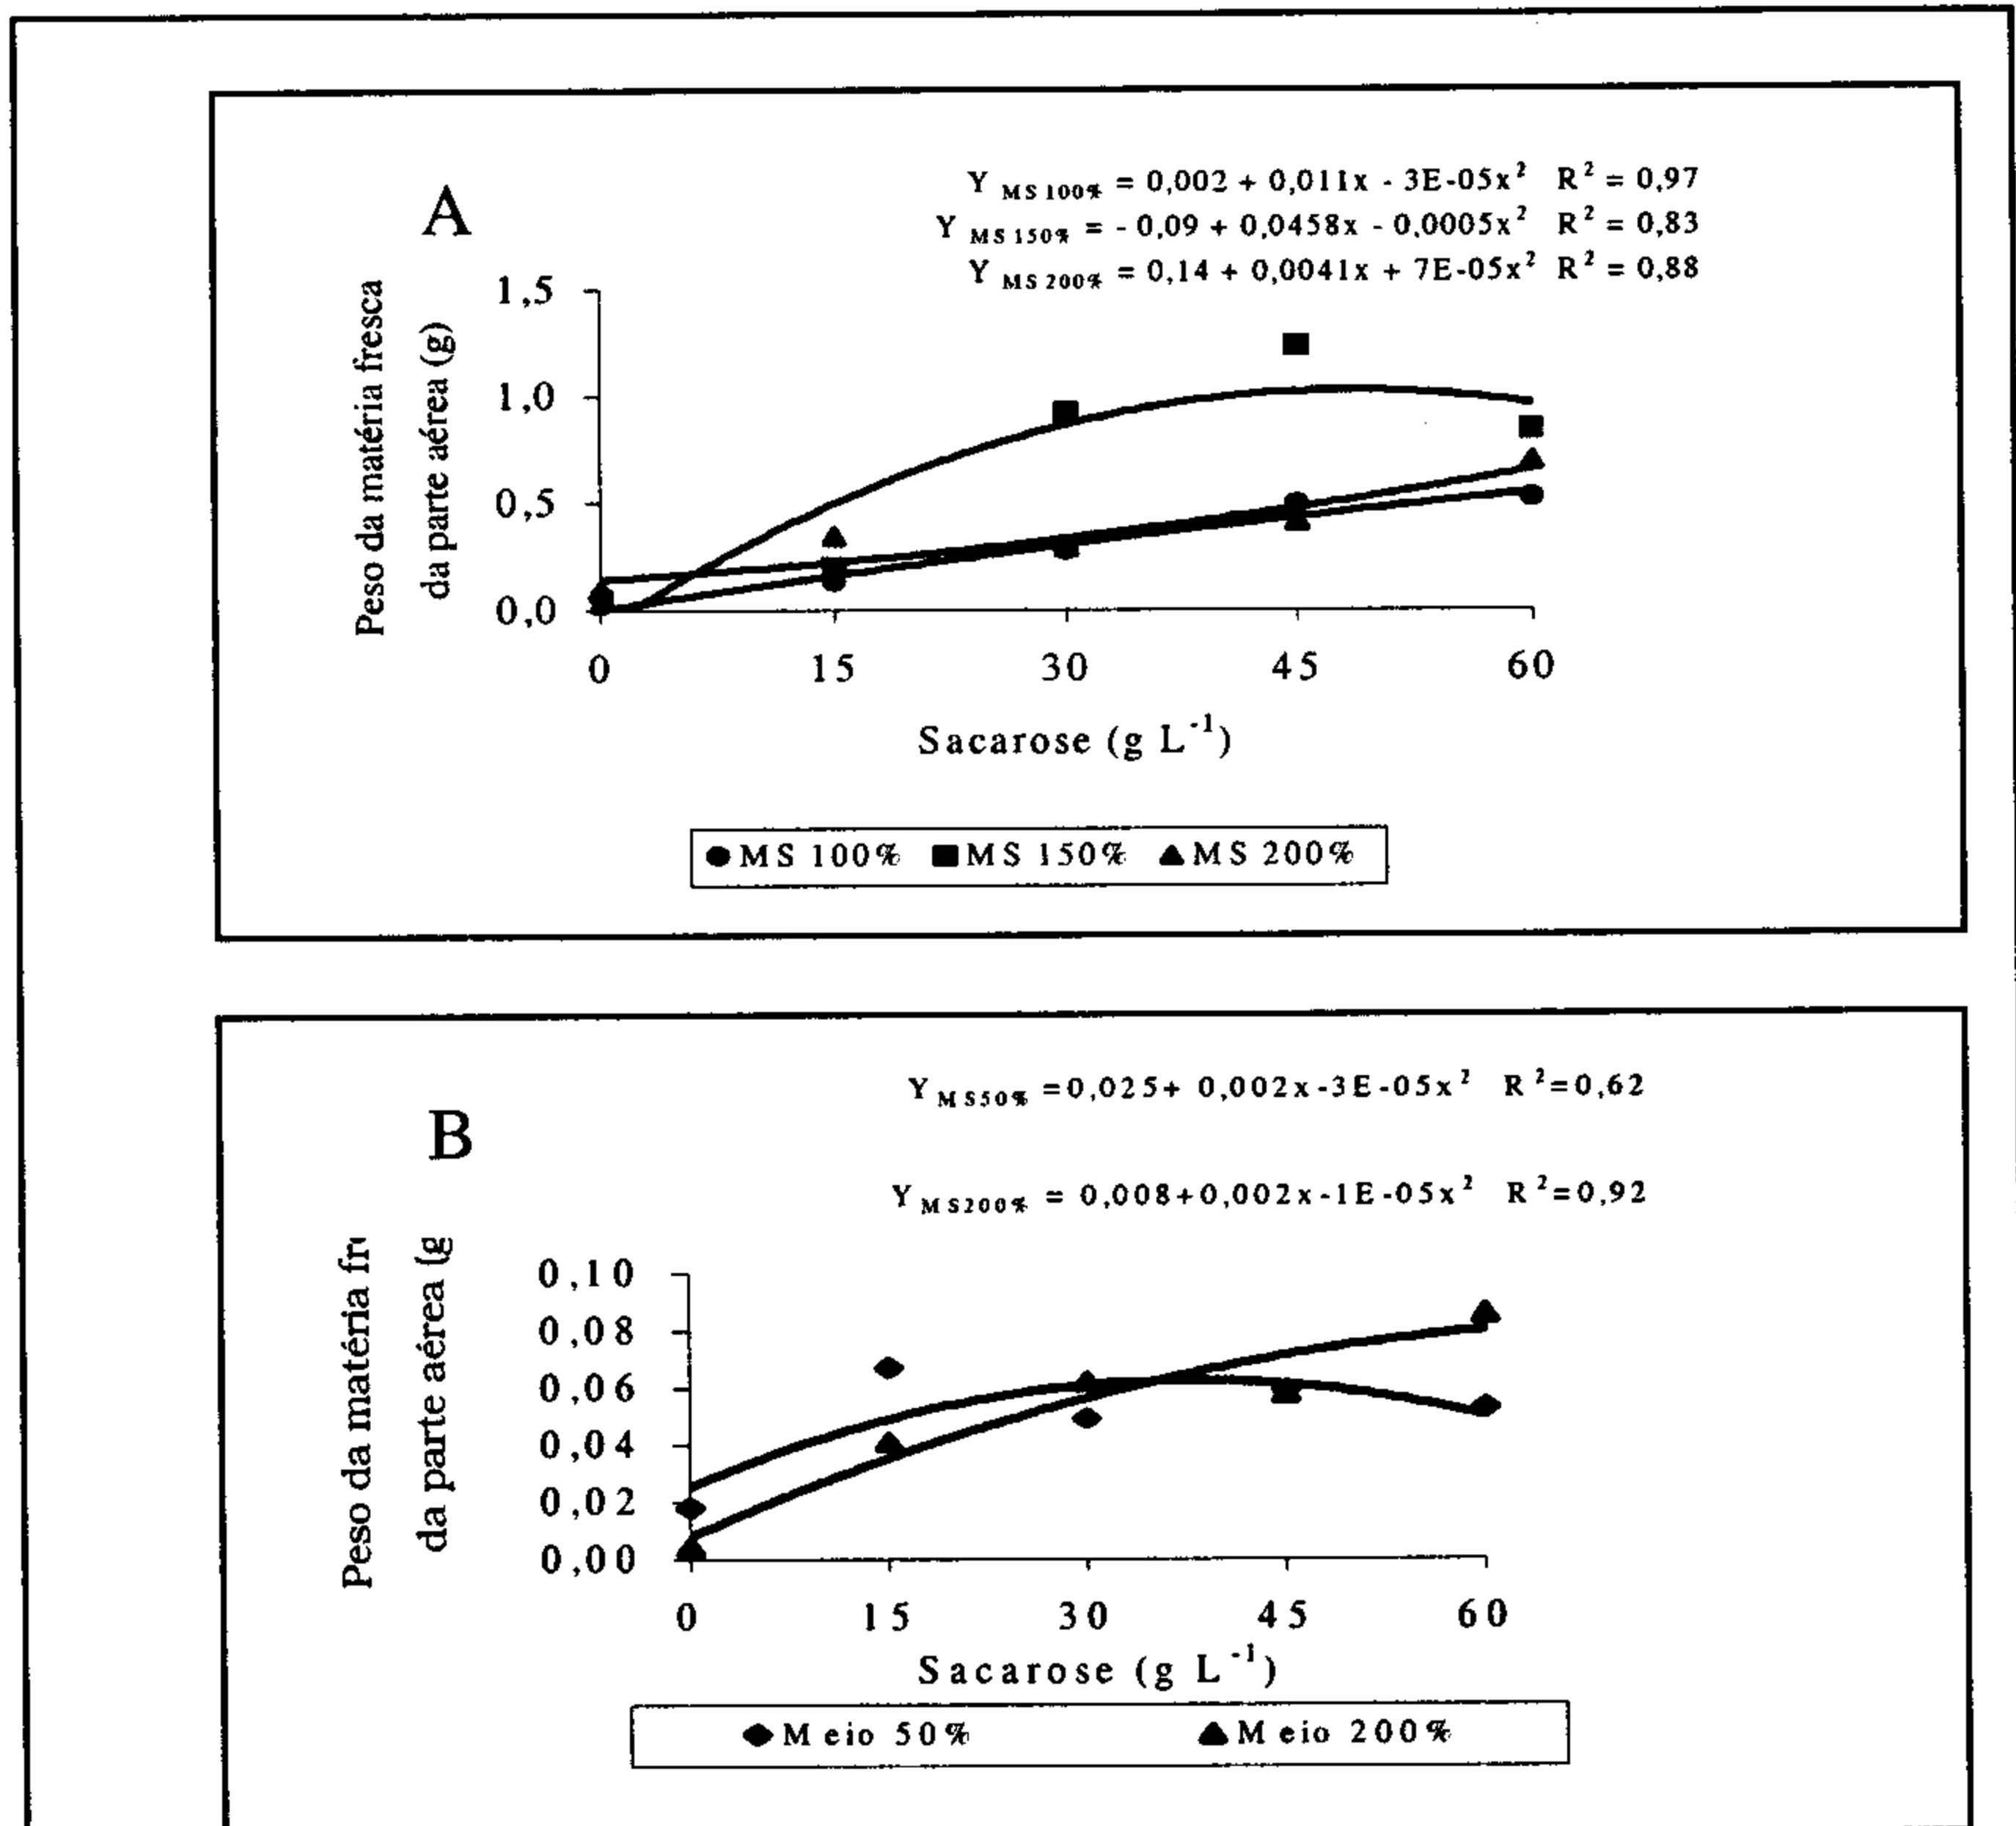 A
Y MS 100% = 0,002 + 0,011x - 3E-05x² R² = 0,97
Y MS 150% = - 0,09 + 0,0458x - 0,0005x² R² = 0,83
Y MS 200% = 0,14 + 0,0041x + 7E-05x² R² = 0,88
Peso da matéria fresca
da parte aérea (g)
1,5
1,0
0,5
0,0
0 15 30 45 60
Sacarose (g L⁻¹)
MS 100% MS 150% MS 200%
B
Y MS50% =0,025+ 0,002x-3E-05x² R²=0,62
Y MS200% = 0,008+0,002x-1E-05x² R²=0,92
Peso da matéria fr
da parte aérea (g
0,10
0,08
0,06
0,04
0,02
0,00
0 15 30 45 60
Sacarose (g L⁻¹)
Meio 50% Meio 200%